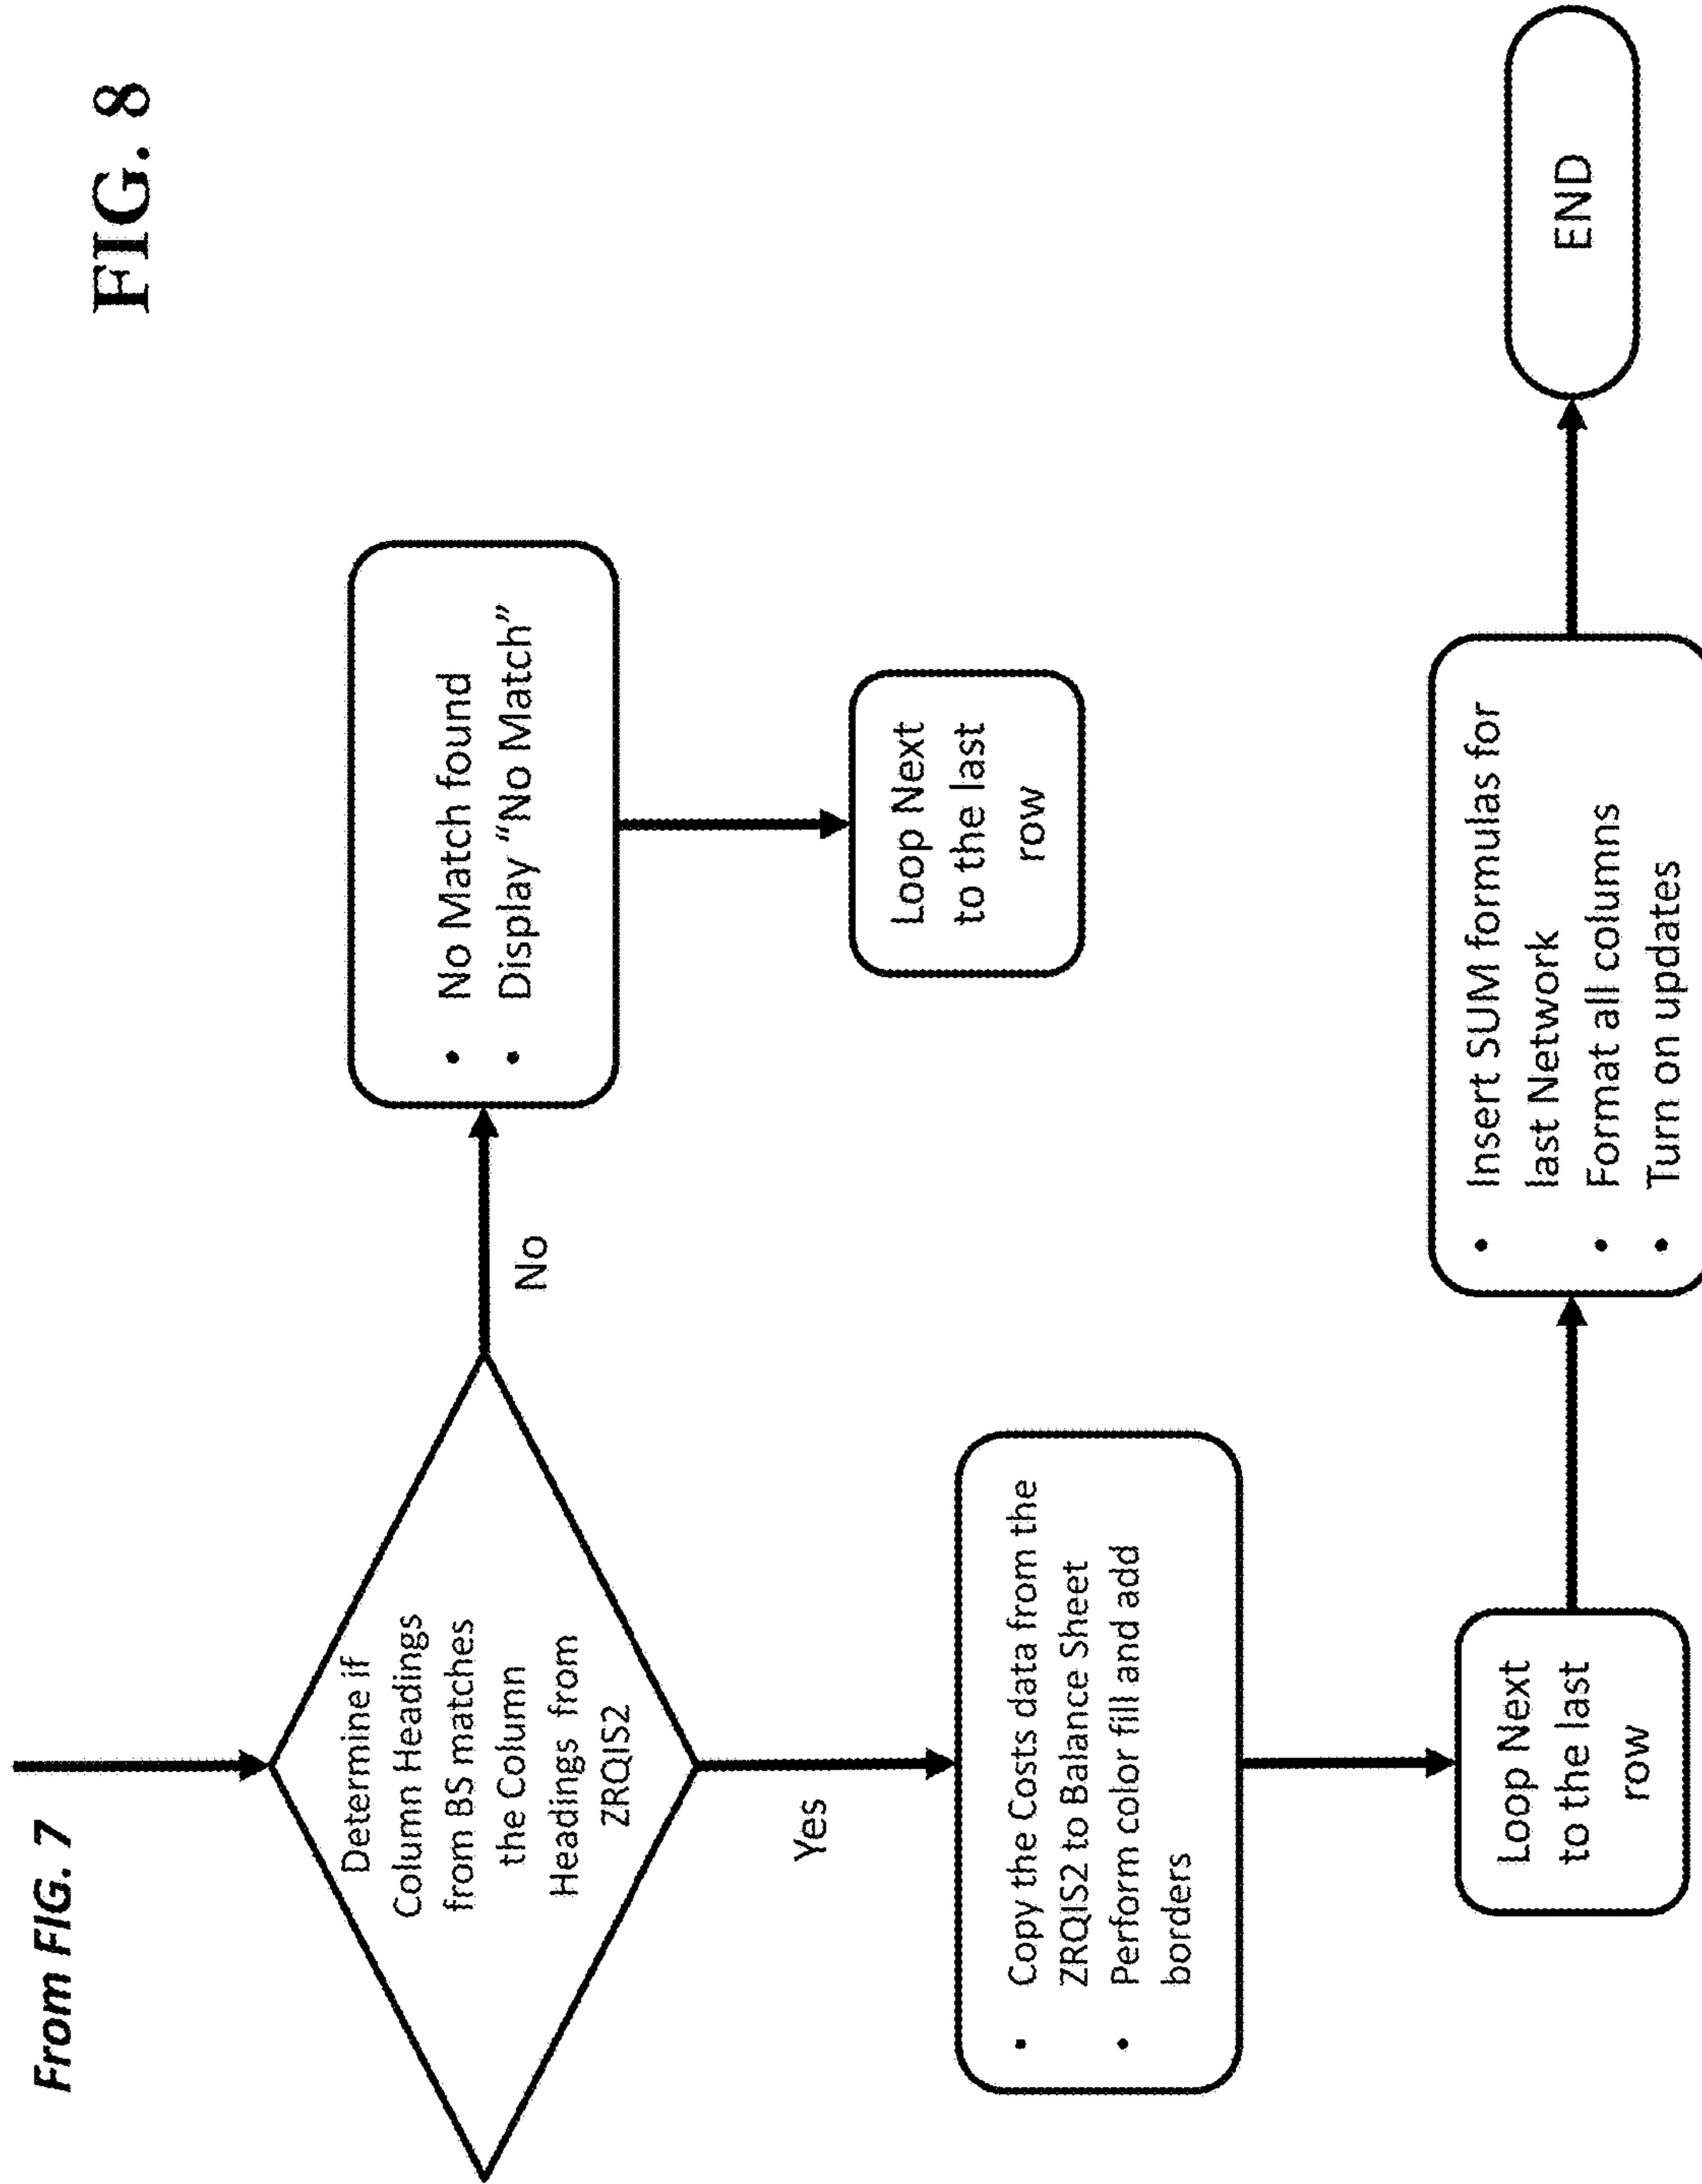 FIG. 8
From FIG. 7
Determine if
Column Headings
from BS matches
the Column
Headings from
ZRQIS2
No
• No Match found
• Display “No Match”
Loop Next
to the last
row
Yes
• Copy the Costs data from the
ZRQIS2 to Balance Sheet
• Perform color fill and add
borders
Loop Next
to the last
row
• Insert SUM formulas for
last Network
• Format all columns
• Turn on updates
END